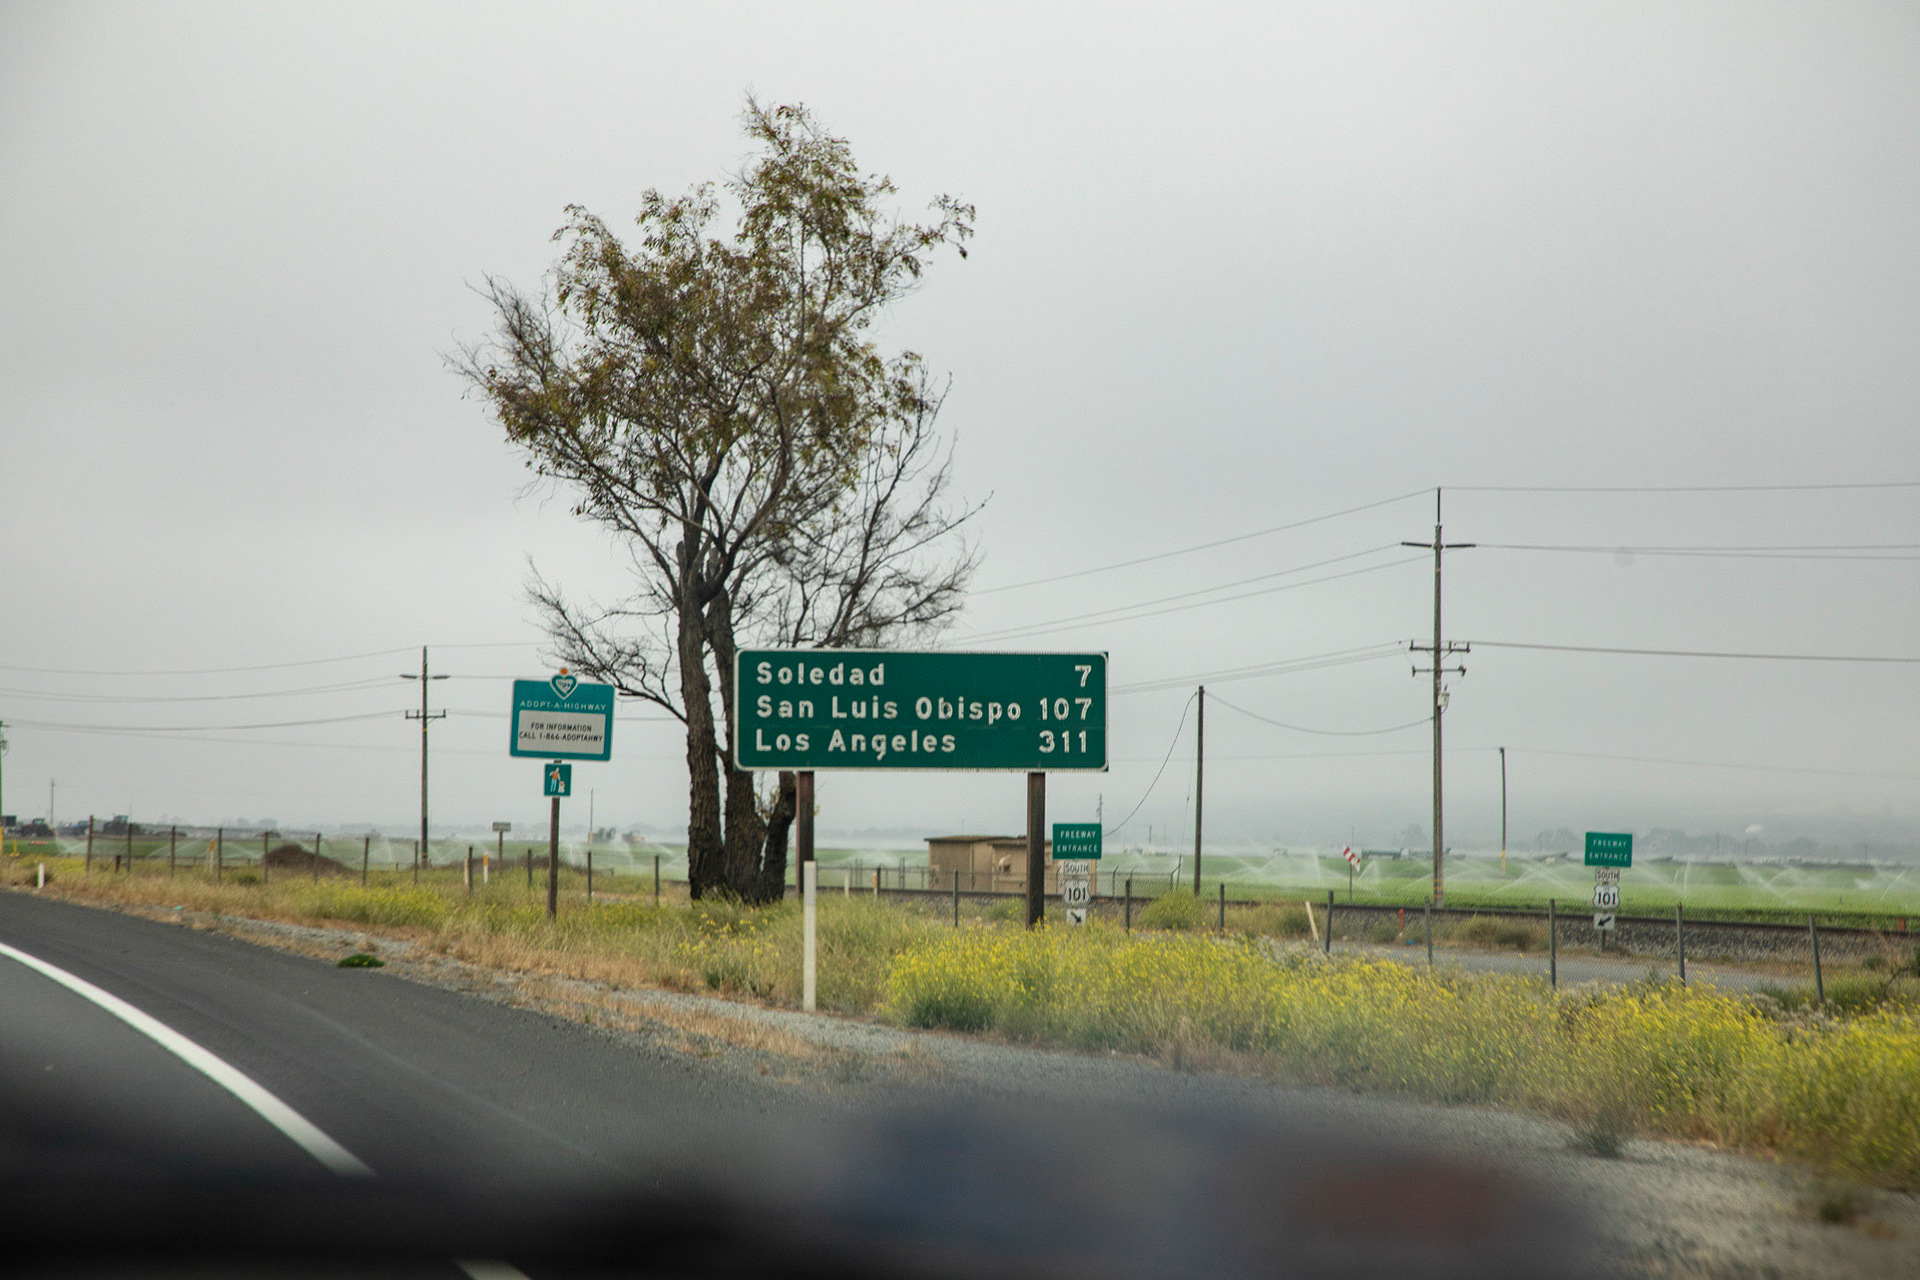 ADOPT-A-HIGHWAY
FOR INFORMATION
CALL 1-866-ADOPTAHWY
Soledad 7
San Luis Obispo 107
Los Angeles 311
FREEWAY
ENTRANCE
SOUTH
101
FREEWAY
ENTRANCE
SOUTH
101